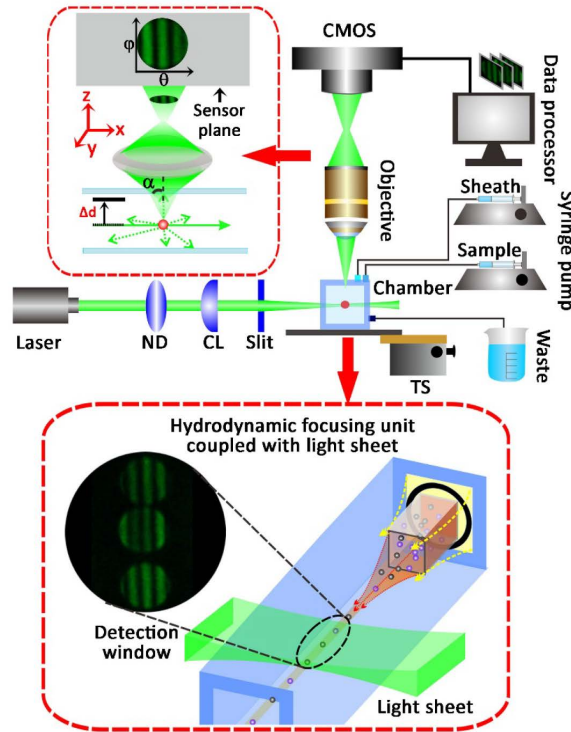 φ
θ
Sensor
plane
z
x
y
α
Δd
CMOS
Data
processor
Objective
Sheath
Sample
Syringe
pump
Chamber
Laser
ND
CL
Slit
TS
Waste
Hydrodynamic focusing unit
coupled with light sheet
Detection
window
Light sheet